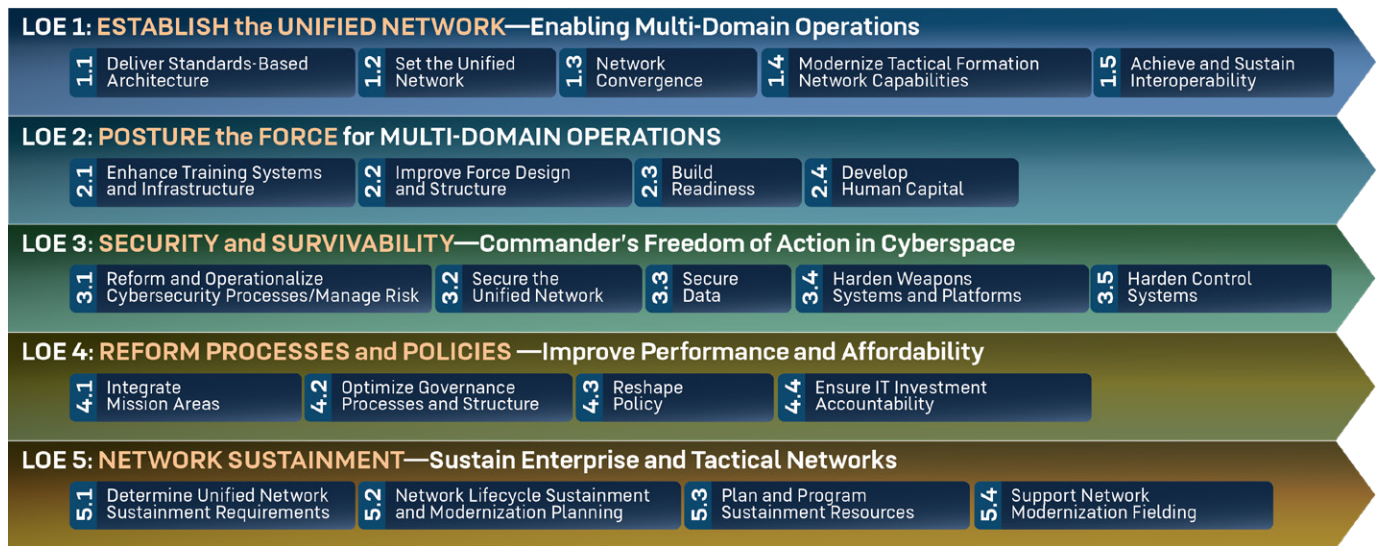 LOE 1: ESTABLISH the UNIFIED NETWORK—Enabling Multi-Domain Operations
1.1
Deliver Standards-Based
Architecture
1.2
Set the Unified
Network
1.3
Network
Convergence
1.4
Modernize Tactical Formation
Network Capabilities
1.5
Achieve and Sustain
Interoperability
LOE 2: POSTURE the FORCE for MULTI-DOMAIN OPERATIONS
2.1
Enhance Training Systems
and Infrastructure
2.2
Improve Force Design
and Structure
2.3
Build
Readiness
2.4
Develop
Human Capital
LOE 3: SECURITY and SURVIVABILITY—Commander's Freedom of Action in Cyberspace
3.1
Reform and Operationalize
Cybersecurity Processes/Manage Risk
3.2
Secure the
Unified Network
3.3
Secure
Data
3.4
Harden Weapons
Systems and Platforms
3.5
Harden Control
Systems
LOE 4: REFORM PROCESSES and POLICIES —Improve Performance and Affordability
4.1
Integrate
Mission Areas
4.2
Optimize Governance
Processes and Structure
4.3
Reshape
Policy
4.4
Ensure IT Investment
Accountability
LOE 5: NETWORK SUSTAINMENT—Sustain Enterprise and Tactical Networks
5.1
Determine Unified Network
Sustainment Requirements
5.2
Network Lifecycle Sustainment
and Modernization Planning
5.3
Plan and Program
Sustainment Resources
5.4
Support Network
Modernization Fielding